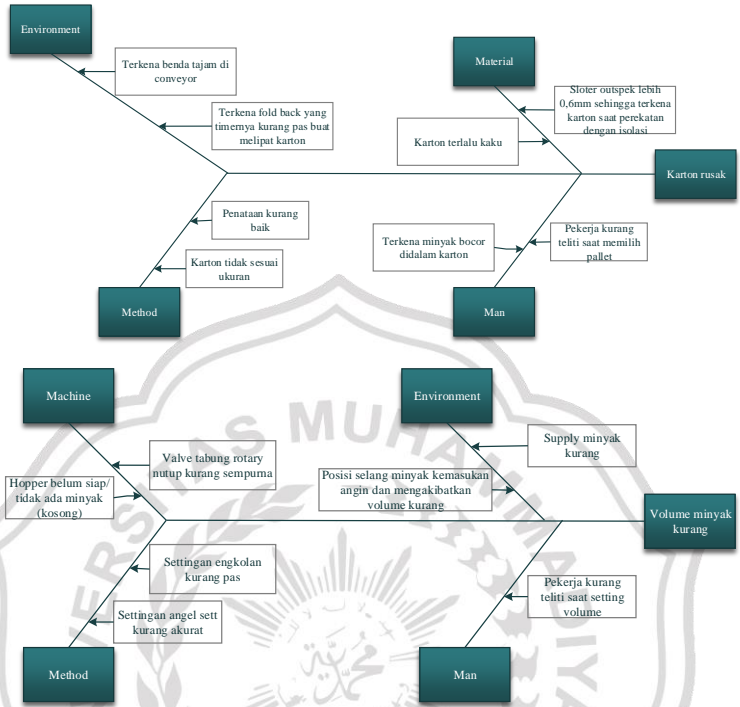 Environment
Terkena benda tajam di
conveyor
Terkena fold back yang
timernya kurang pas buat
melipat karton
Material
Sloter outspek lebih
0,6mm sehingga terkena
karton saat perekatan
dengan isolasi
Karton terlalu kaku
Karton rusak
Penataan kurang
baik
Karton tidak sesuai
ukuran
Method
Terkena minyak bocor
didalam karton
Pekerja kurang
teliti saat memilih
pallet
Man
Machine
Valve tabung rotary
nutup kurang sempurna
Hopper belum siap/
tidak ada minyak
(kosong)
Environment
Supply minyak
kurang
Posisi selang minyak kemasukan
angin dan mengakibatkan
volume kurang
Volume minyak
kurang
Settingan engkolan
kurang pas
Settingan angel sett
kurang akurat
Method
Pekerja kurang
teliti saat setting
volume
Man